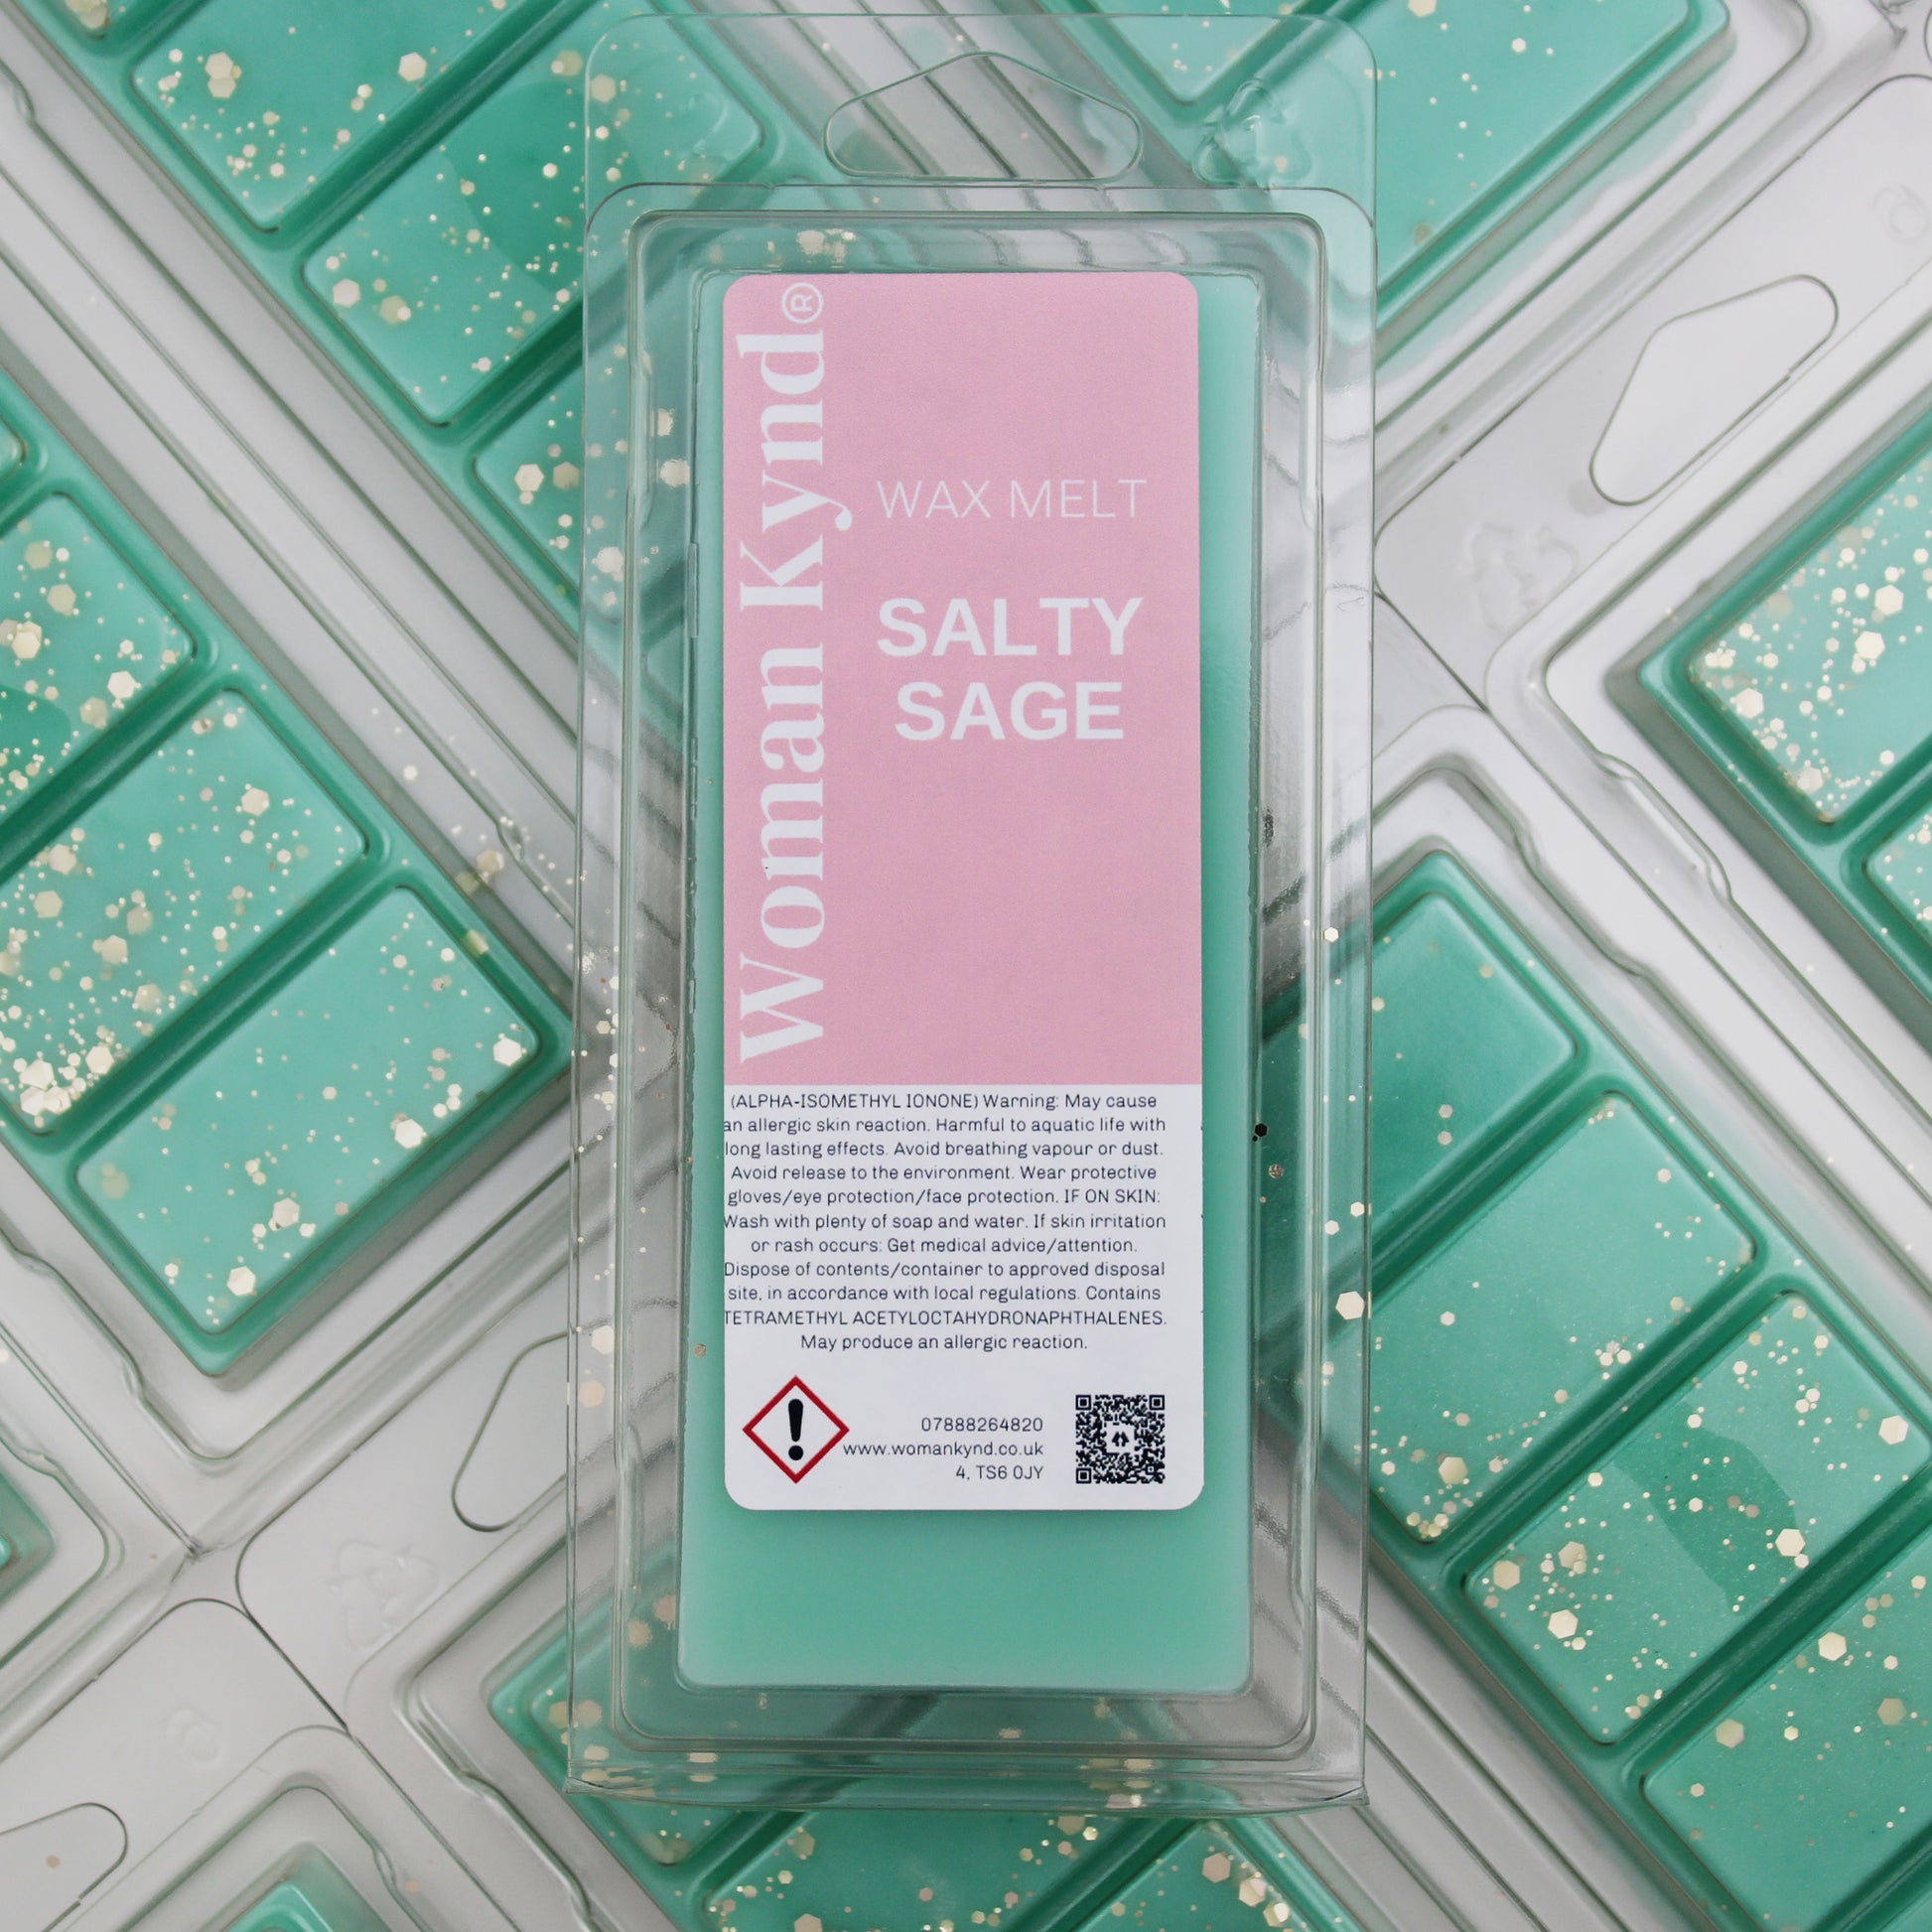 Woman Kynd®
WAX MELT
SALTY
SAGE
(ALPHA-ISOMETHYL IONONE) Warning: May cause
an allergic skin reaction. Harmful to aquatic life with
long lasting effects. Avoid breathing vapour or dust.
Avoid release to the environment. Wear protective
gloves/eye protection/face protection. IF ON SKIN:
Wash with plenty of soap and water. If skin irritation
or rash occurs: Get medical advice/attention.
Dispose of contents/container to approved disposal
site, in accordance with local regulations. Contains
TETRAMETHYL ACETYLOCTAHYDRONAPHTHALENES.
May produce an allergic reaction.
07888264820
www.womankynd.co.uk
4, TS6 0JY